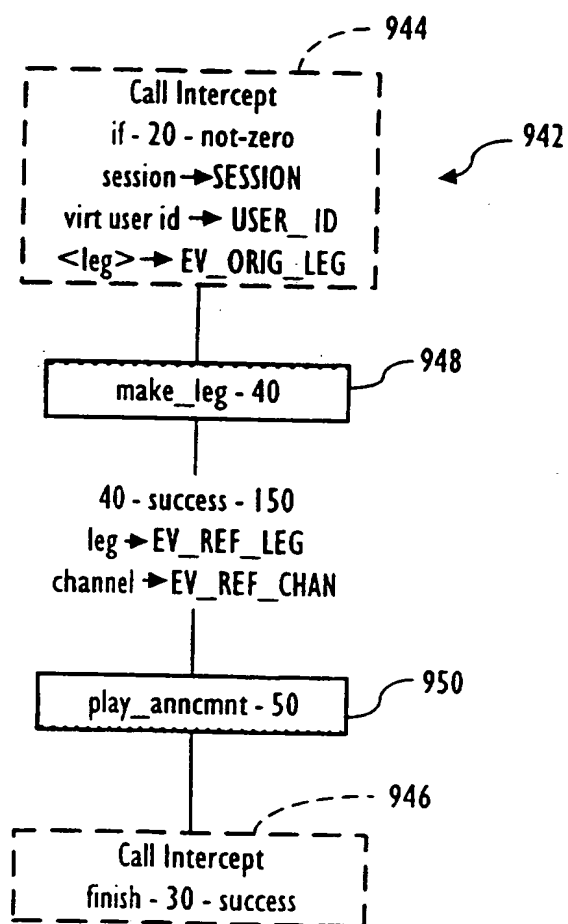 944
Call Intercept
if - 20 - not-zero
942
session→SESSION
virt user id → USER_ID
<leg>→ EV_ORIG_LEG
948
make_leg - 40
40 - success - 150
leg→EV_REF_LEG
channel→EV_REF_CHAN
950
play_anncmnt - 50
946
Call Intercept
finish - 30 - success